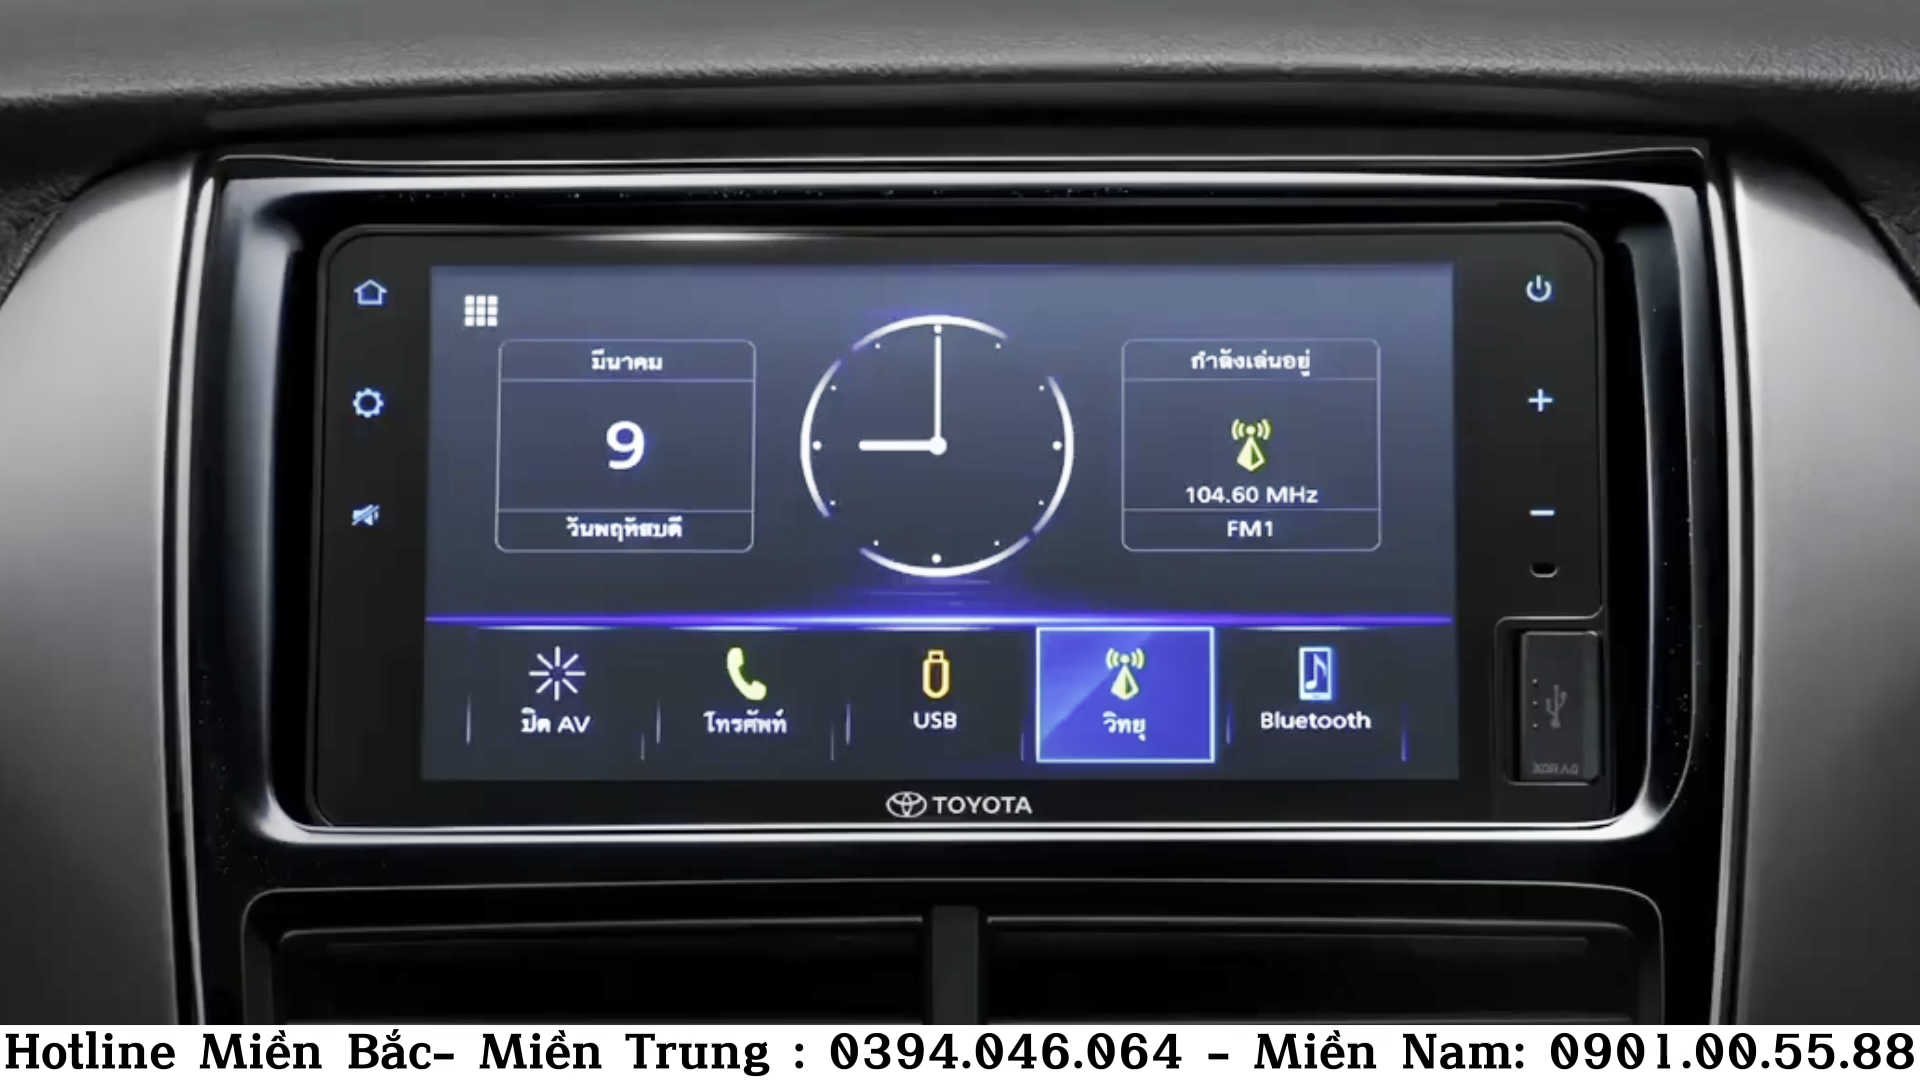 มีนาคม
9
วันพฤหัสบดี
กำลังเล่นอยู่
104.60 MHz
FM1
ปิด AV
โทรศัพท์
USB
วิทยุ
Bluetooth
TOYOTA
Hotline Miền Bắc- Miền Trung : 0394.046.064 - Miền Nam: 0901.00.55.88